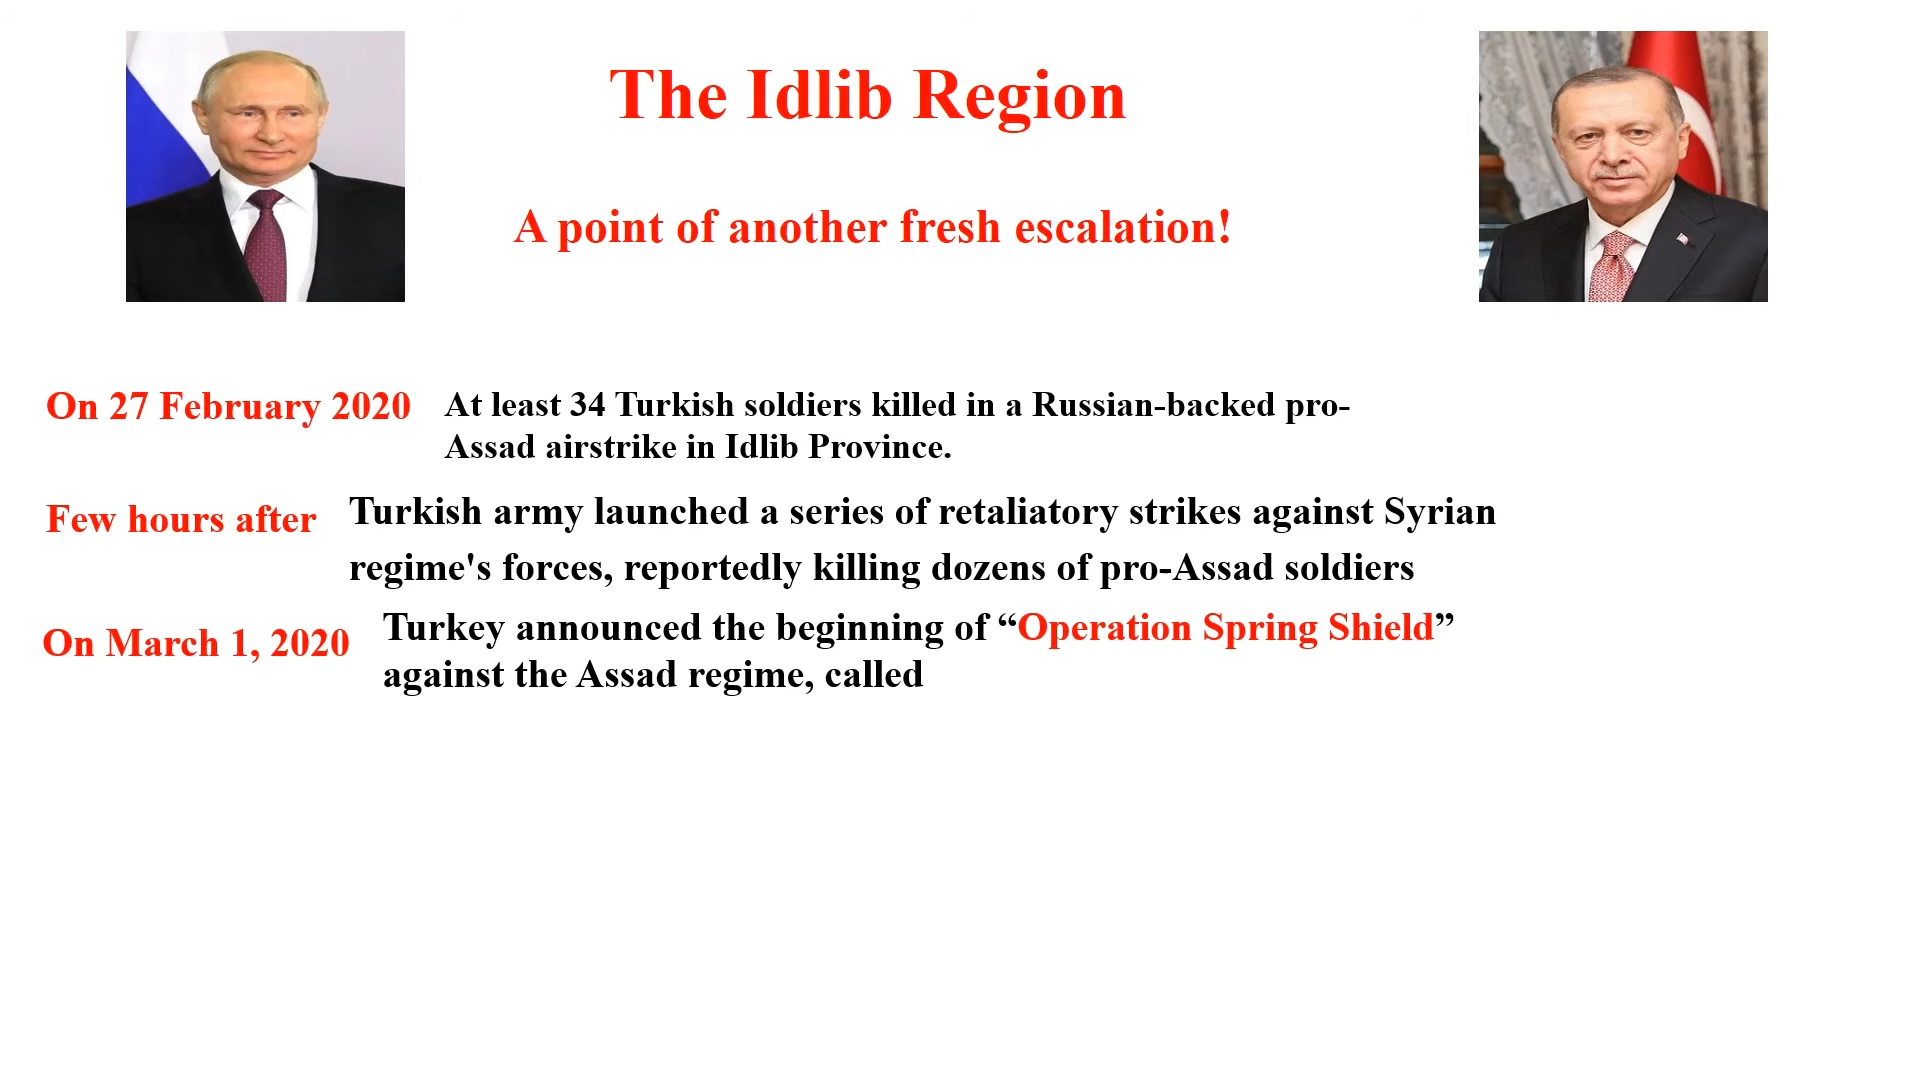 The Idlib Region
A point of another fresh escalation!
On 27 February 2020 At least 34 Turkish soldiers killed in a Russian-backed pro-
Assad airstrike in Idlib Province.
Few hours after Turkish army launched a series of retaliatory strikes against Syrian
regime's forces, reportedly killing dozens of pro-Assad soldiers
On March 1, 2020 Turkey announced the beginning of “Operation Spring Shield”
against the Assad regime, called